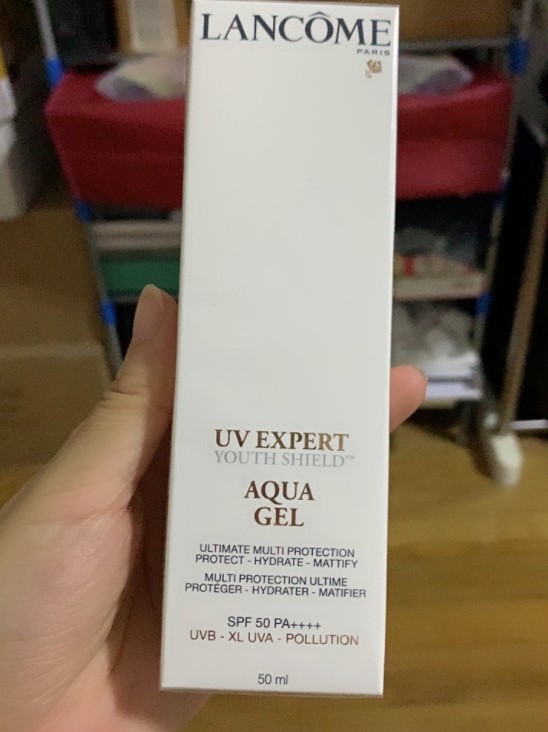 LANCÔME
PARIS
UV EXPERT
YOUTH SHIELD™
AQUA
GEL
ULTIMATE MULTI PROTECTION
PROTECT - HYDRATE - MATTIFY
MULTI PROTECTION ULTIME
PROTÉGER - HYDRATER - MATIFIER
SPF 50 PA++++
UVB - XL UVA - POLLUTION
50 ml